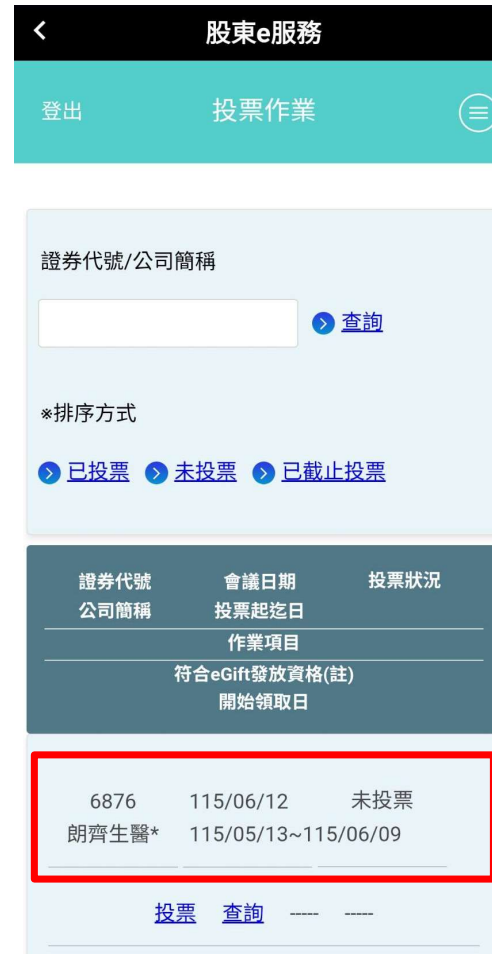 股東e服務
登出 投票作業
證券代號/公司簡稱
查詢
※排序方式
已投票 未投票 已截止投票
證券代號 會議日期 投票狀況
公司簡稱 投票起迄日
作業項目
符合eGift發放資格(註)
開始領取日
6876 115/06/12 未投票
朗齊生醫* 115/05/13~115/06/09
投票 查詢 ----- -----